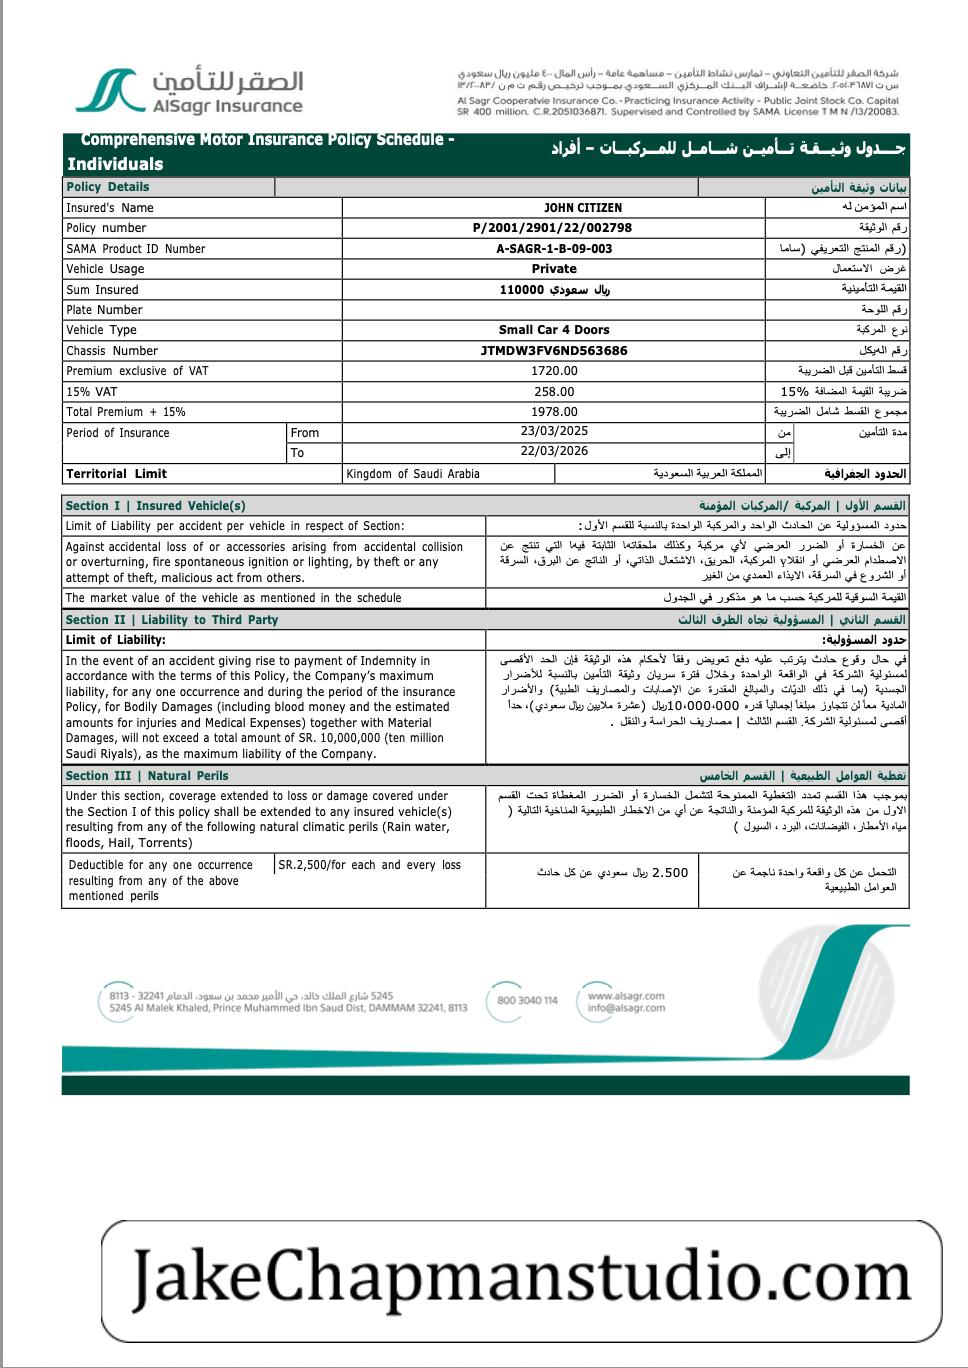 الصقر للتأمين
AlSagr Insurance
شركة الصقر للتأمين التعاوني – تمارس نشاط التأمين – مساهمة عامة – رأس المال ٤٠٠ مليون ريال سعودي
س ت ٢٠٥١٠٣٦٨٧١. خاضعة لإشراف البنك المركزي السعودي بموجب ترخيص رقم ت م ن /١٣/٢٠٠٨٣
Al Sagr Cooperatvie Insurance Co. - Practicing Insurance Activity - Public Joint Stock Co. Capital
SR 400 million. C.R.2051036871. Supervised and Controlled by SAMA License T M N /13/20083.
Comprehensive Motor Insurance Policy Schedule - Individuals
جدول وثيقة تأمين شامل للمركبات – أفراد
Policy Details بيانات وثيقة التأمين
Insured's Name JOHN CITIZEN اسم المؤمن له
Policy number P/2001/2901/22/002798 رقم الوثيقة
SAMA Product ID Number A-SAGR-1-B-09-003 (رقم المنتج التعريفي (ساما
Vehicle Usage Private غرض الاستعمال
Sum Insured 110000 ريال سعودي القيمة التأمينية
Plate Number رقم اللوحة
Vehicle Type Small Car 4 Doors نوع المركبة
Chassis Number JTMDW3FV6ND563686 رقم الهيكل
Premium exclusive of VAT 1720.00 قسط التأمين قبل الضريبة
15% VAT 258.00 ضريبة القيمة المضافة 15%
Total Premium + 15% 1978.00 مجموع القسط شامل الضريبة
Period of Insurance From 23/03/2025 من مدة التأمين
To 22/03/2026 إلى
Territorial Limit Kingdom of Saudi Arabia المملكة العربية السعودية الحدود الجغرافية
Section I | Insured Vehicle(s) القسم الأول | المركبة /المركبات المؤمنة
Limit of Liability per accident per vehicle in respect of Section: حدود المسؤولية عن الحادث الواحد والمركبة الواحدة بالنسبة للقسم الأول:
Against accidental loss of or accessories arising from accidental collision
or overturning, fire spontaneous ignition or lighting, by theft or any
attempt of theft, malicious act from others.
عن الخسارة أو الضرر العرضي لأي مركبة وكذلك ملحقاتها الثابتة فيها التي تنتج عن
الاصطدام العرضي أو انقلاγ المركبة، الحريق، الاشتعال الذاتي، أو الناتج عن البرق، السرقة
أو الشروع في السرقة، الايذاء العمدي من الغير
The market value of the vehicle as mentioned in the schedule القيمة السوقية للمركبة حسب ما هو مذكور في الجدول
Section II | Liability to Third Party القسم الثاني | المسؤولية تجاه الطرف الثالث
Limit of Liability: حدود المسؤولية:
In the event of an accident giving rise to payment of Indemnity in
accordance with the terms of this Policy, the Company's maximum
liability, for any one occurrence and during the period of the insurance
Policy, for Bodily Damages (including blood money and the estimated
amounts for injuries and Medical Expenses) together with Material
Damages, will not exceed a total amount of SR. 10,000,000 (ten million
Saudi Riyals), as the maximum liability of the Company.
في حال وقوع حادث يترتب عليه دفع تعويض وفقاً لأحكام هذه الوثيقة فإن الحد الأقصى
لمسئولية الشركة في الواقعة الواحدة وخلال فترة سريان وثيقة التأمين بالنسبة للأضرار
الجسدية (بما في ذلك الديّات والمبالغ المقدرة عن الإصابات والمصاريف الطبية) والأضرار
المادية معاً لن تتجاوز مبلغاً إجمالياً قدره 10،000،000ريال (عشرة ملايين ريال سعودي)، حداً
أقصى لمسئولية الشركة. القسم الثالث | مصاريف الحراسة والنقل .
Section III | Natural Perils تغطية العوامل الطبيعية | القسم الخامس
Under this section, coverage extended to loss or damage covered under
the Section I of this policy shall be extended to any insured vehicle(s)
resulting from any of the following natural climatic perils (Rain water,
floods, Hail, Torrents)
بموجب هذا القسم تمدد التغطية الممنوحة لتشمل الخسارة أو الضرر المغطاة تحت القسم
الاول من هذه الوثيقة للمركبة المؤمنة والناتجة عن أي من الاخطار الطبيعية المناخية التالية (
مياه الأمطار، الفيضانات، البرد ، السيول )
Deductible for any one occurrence
resulting from any of the above
mentioned perils
SR.2,500/for each and every loss
2.500 ريال سعودي عن كل حادث
التحمل عن كل واقعة واحدة ناجمة عن
العوامل الطبيعية
5245 شارع الملك خالد، حي الأمير محمد بن سعود، الدمام 32241 - 8113
5245 Al Malek Khaled, Prince Muhammed Ibn Saud Dist, DAMMAM 32241, 8113
800 3040 114
www.alsagr.com
info@alsagr.com
JakeChapmanstudio.com